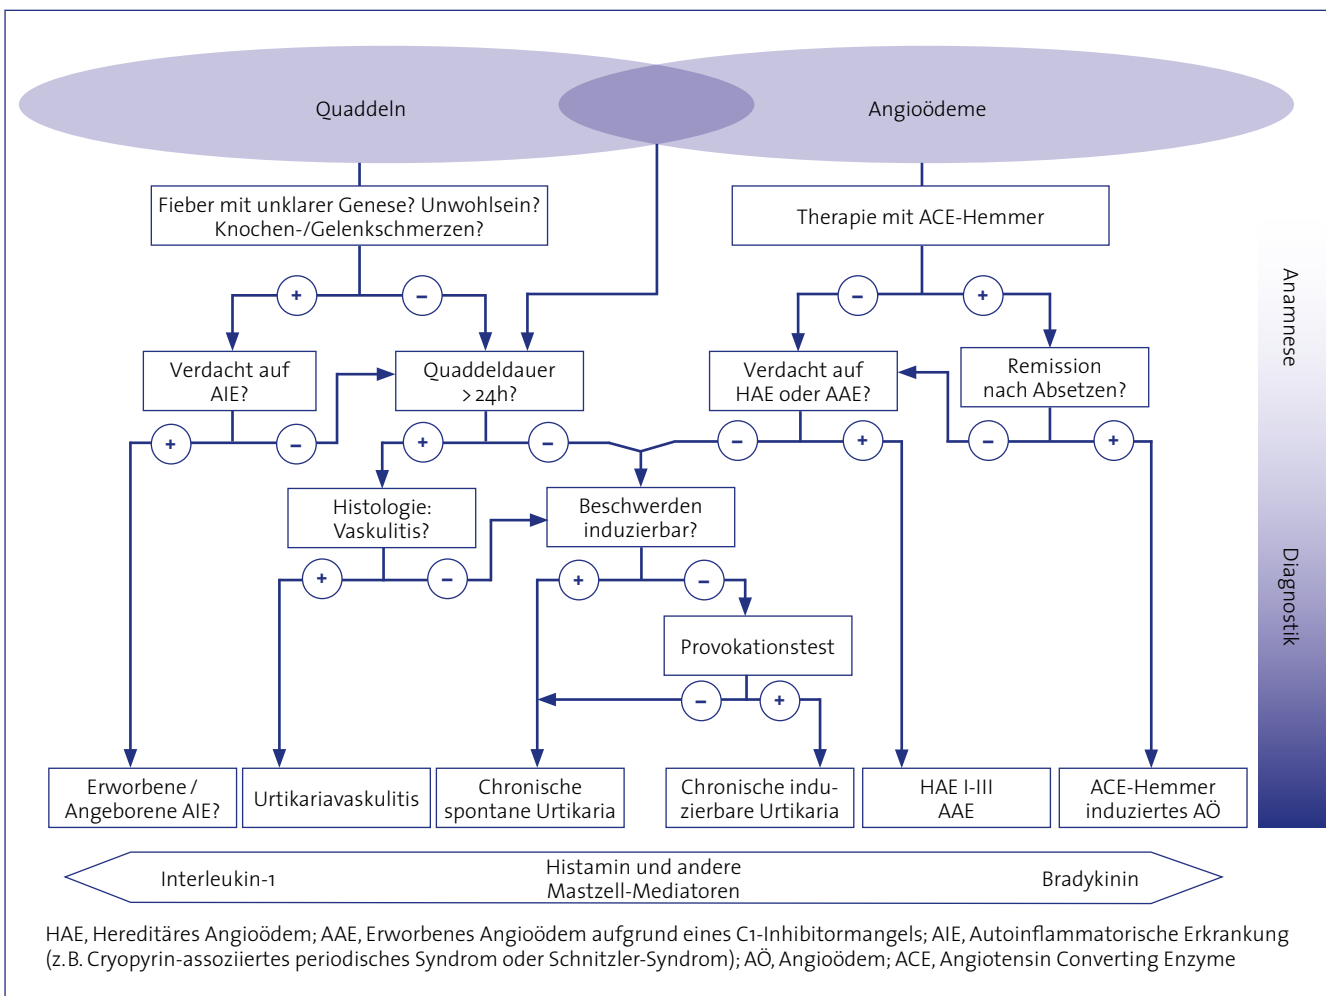 Quaddeln
Angioödeme
Fieber mit unklarer Genese? Unwohlsein?
Knochen-/Gelenkschmerzen?
Therapie mit ACE-Hemmer
+
–
–
+
Verdacht auf
AIE?
Quaddeldauer
> 24h?
Verdacht auf
HAE oder AAE?
Remission
nach Absetzen?
+
–
+
–
–
+
–
+
Histologie:
Vaskulitis?
Beschwerden
induzierbar?
+
–
+
–
Provokationstest
–
+
Erworbene /
Angeborene AIE?
Urtikariavaskulitis
Chronische
spontane Urtikaria
Chronische indu-
zierbare Urtikaria
HAE I-III
AAE
ACE-Hemmer
induziertes AÖ
Anamnese
Diagnostik
Interleukin-1
Histamin und andere
Mastzell-Mediatoren
Bradykinin
HAE, Hereditäres Angioödem; AAE, Erworbenes Angioödem aufgrund eines C1-Inhibitormangels; AIE, Autoinflammatorische Erkrankung
(z. B. Cryopyrin-assoziiertes periodisches Syndrom oder Schnitzler-Syndrom); AÖ, Angioödem; ACE, Angiotensin Converting Enzyme